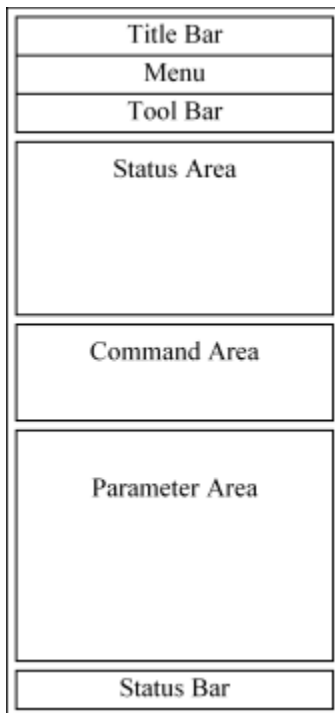 Title Bar
Menu
Tool Bar
Status Area
Command Area
Parameter Area
Status Bar